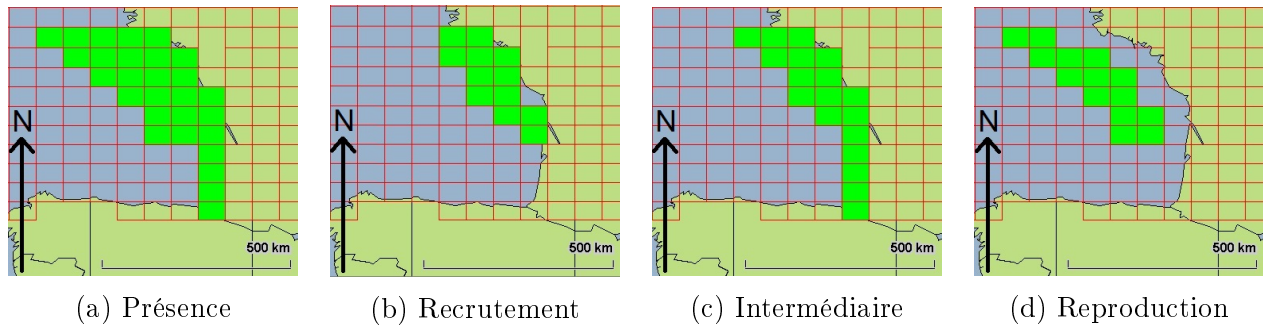 N
500 km
N
500 km
N
500 km
N
500 km
(a) Présence
(b) Recrutement
(c) Intermédiaire
(d) Reproduction